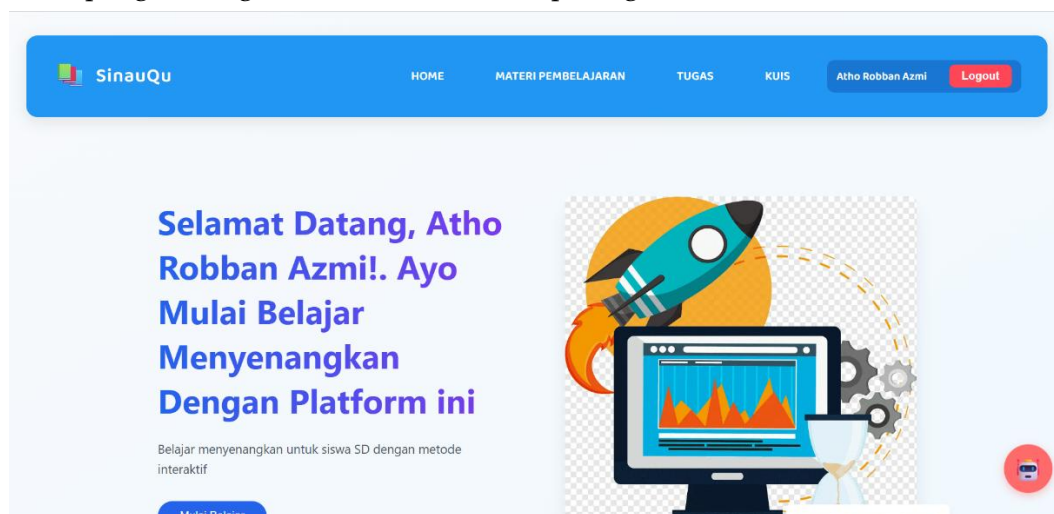 SinauQu
HOME
MATERI PEMBELAJARAN
TUGAS
KUIS
Atho Robban Azmi
Logout
Selamat Datang, Atho
Robban Azmi!. Ayo
Mulai Belajar
Menyenangkan
Dengan Platform ini
Belajar menyenangkan untuk siswa SD dengan metode
interaktif